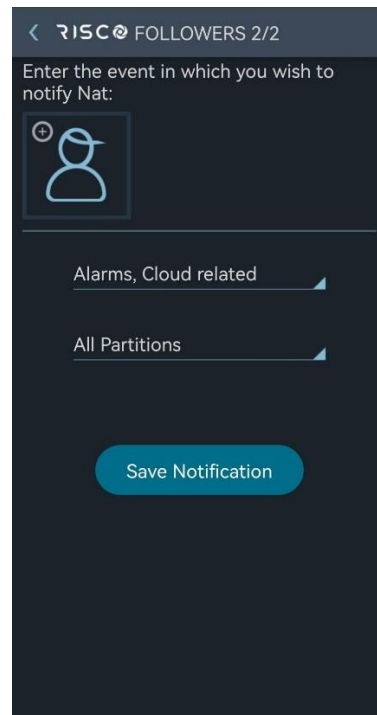 RISCO FOLLOWERS 2/2
Enter the event in which you wish to
notify Nat:
Alarms, Cloud related
All Partitions
Save Notification